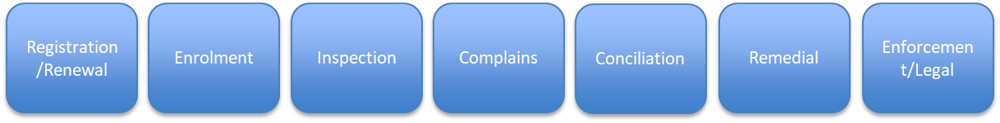 Registration
/Renewal
Enrolment
Inspection
Complains
Conciliation
Remedial
Enforcemen
t/Legal